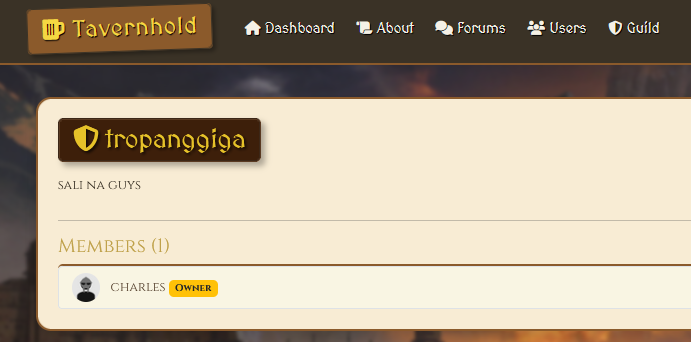 Tavernhold
Dashboard About Forums Users Guild
tropanggiga
SALI NA GUYS
Members (1)
CHARLES Owner